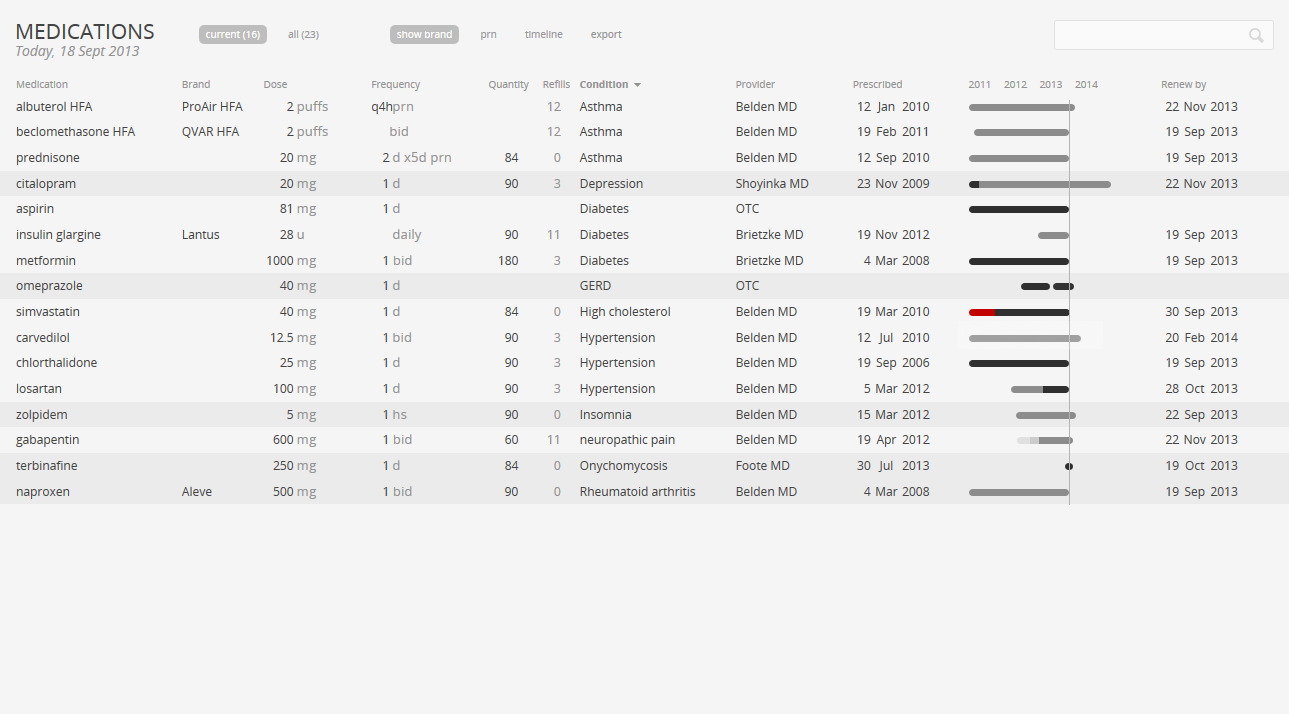 MEDICATIONS
Today, 18 Sept 2013
current (16) all (23) show brand prn timeline export
Medication Brand Dose Frequency Quantity Refills Condition Provider Prescribed 2011 2012 2013 2014 Renew by
albuterol HFA ProAir HFA 2 puffs q4hprn 12 Asthma Belden MD 12 Jan 2010 22 Nov 2013
beclomethasone HFA QVAR HFA 2 puffs bid 12 Asthma Belden MD 19 Feb 2011 19 Sep 2013
prednisone 20 mg 2 d x5d prn 84 0 Asthma Belden MD 12 Sep 2010 19 Sep 2013
citalopram 20 mg 1 d 90 3 Depression Shoyinka MD 23 Nov 2009 22 Nov 2013
aspirin 81 mg 1 d Diabetes OTC
insulin glargine Lantus 28 u daily 90 11 Diabetes Brietzke MD 19 Nov 2012 19 Sep 2013
metformin 1000 mg 1 bid 180 3 Diabetes Brietzke MD 4 Mar 2008 19 Sep 2013
omeprazole 40 mg 1 d GERD OTC
simvastatin 40 mg 1 d 84 0 High cholesterol Belden MD 19 Mar 2010 30 Sep 2013
carvedilol 12.5 mg 1 bid 90 3 Hypertension Belden MD 12 Jul 2010 20 Feb 2014
chlorthalidone 25 mg 1 d 90 3 Hypertension Belden MD 19 Sep 2006 19 Sep 2013
losartan 100 mg 1 d 90 3 Hypertension Belden MD 5 Mar 2012 28 Oct 2013
zolpidem 5 mg 1 hs 90 0 Insomnia Belden MD 15 Mar 2012 22 Sep 2013
gabapentin 600 mg 1 bid 60 11 neuropathic pain Belden MD 19 Apr 2012 22 Nov 2013
terbinafine 250 mg 1 d 84 0 Onychomycosis Foote MD 30 Jul 2013 19 Oct 2013
naproxen Aleve 500 mg 1 bid 90 0 Rheumatoid arthritis Belden MD 4 Mar 2008 19 Sep 2013